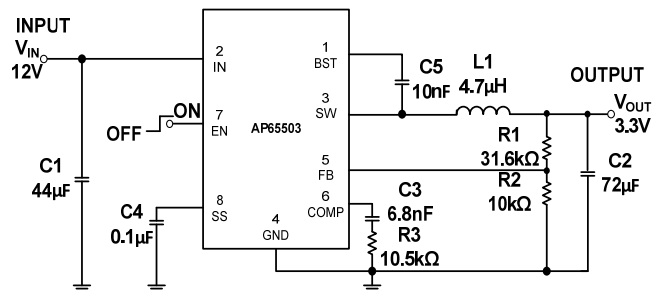 INPUT
VIN
12V
2
IN
1
BST
C5
10nF
L1
4.7µH
OUTPUT
VOUT
3.3V
ON
OFF
7
EN
AP65503
3
SW
R1
31.6kΩ
C2
72µF
C1
44µF
5
FB
R2
10kΩ
6
COMP
C3
6.8nF
C4
0.1µF
8
SS
4
GND
R3
10.5kΩ